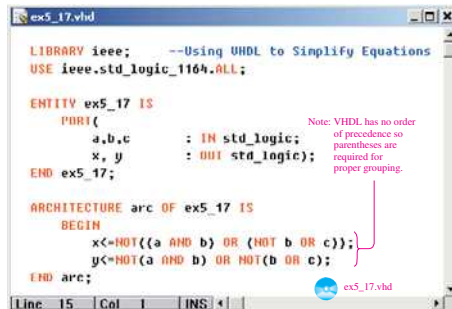 ex5_17.vhd
LIBRARY ieee; --Using VHDL to Simplify Equations
USE ieee.std_logic_1164.ALL;
ENTITY ex5_17 IS
PORT(
a,b,c : IN std_logic;
x, y : OUT std_logic);
END ex5_17;
Note: VHDL has no order
of precedence so
parentheses are
required for
proper grouping.
ARCHITECTURE arc OF ex5_17 IS
BEGIN
x<=NOT((a AND b) OR (NOT b OR c));
y<=NOT(a AND b) OR NOT(b OR c);
END arc;
ex5_17.vhd
Line 15 Col 1 INS